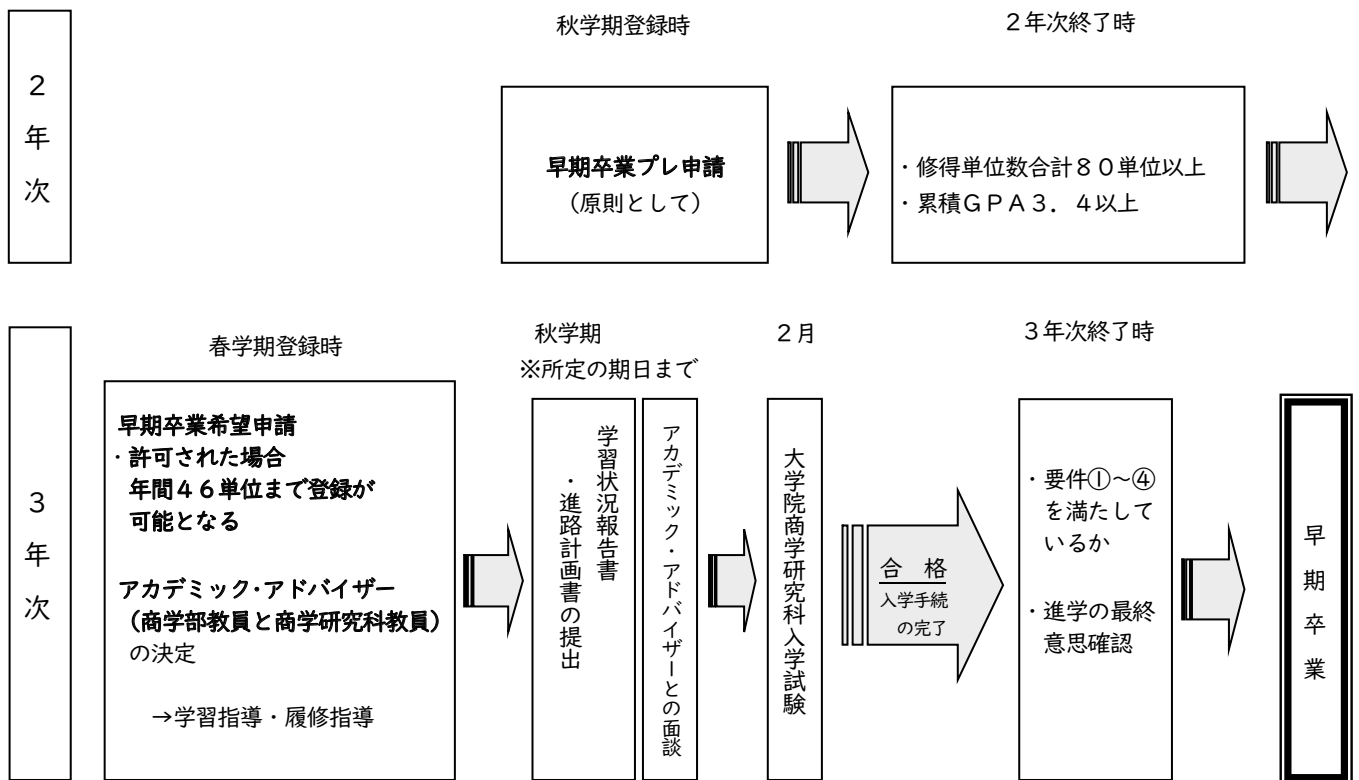 2
年
次
秋学期登録時
2年次終了時
早期卒業プレ申請
（原則として）
・修得単位数合計80単位以上
・累積GPA3．4以上
3
年
次
春学期登録時
早期卒業希望申請
・許可された場合
年間46単位まで登録が
可能となる
アカデミック・アドバイザー
（商学部教員と商学研究科教員）
の決定
→学習指導・履修指導
秋学期
※所定の期日まで
学習状況報告書
・進路計画書の提出
アカデミック・アドバイザーとの面談
2月
大学院商学研究科入学試験
合　格
入学手続
の完了
3年次終了時
・要件①～④
を満たして
いるか
・進学の最終
意思確認
早
期
卒
業